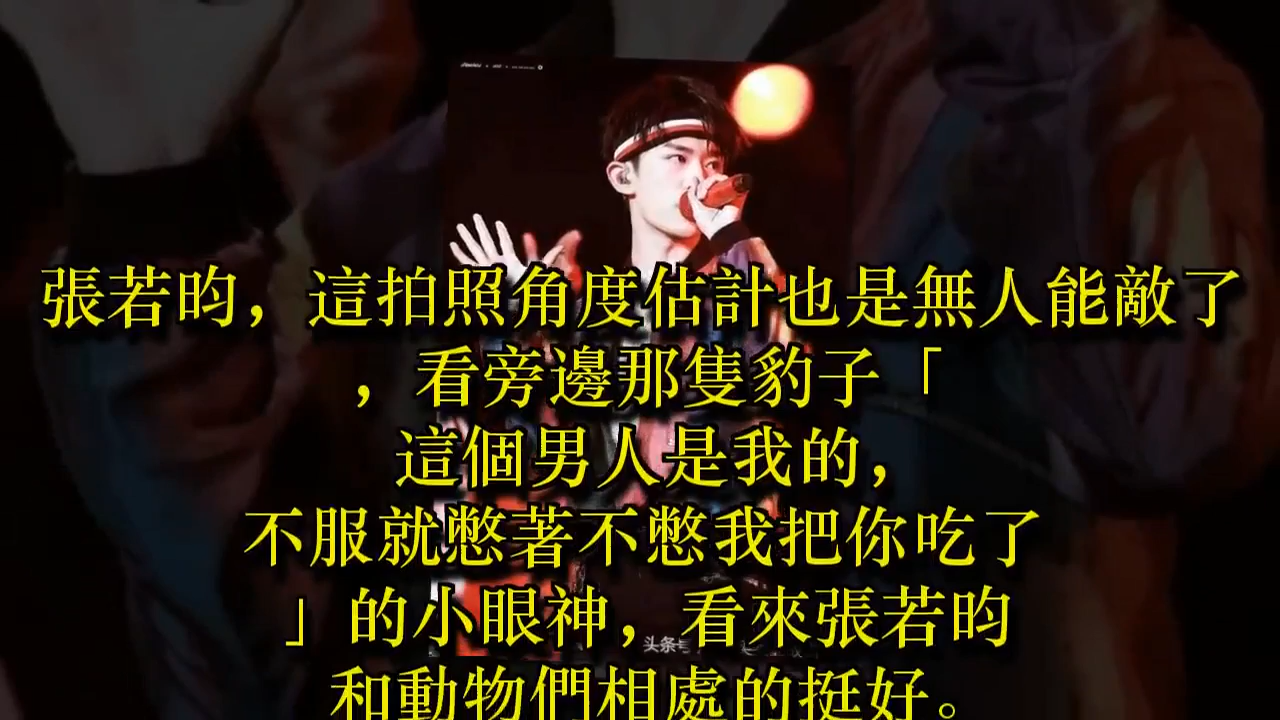 張若昀，這拍照角度估計也是無人能敵了
，看旁邊那隻豹子「
這個男人是我的，
不服就憋著不憋我把你吃了
」的小眼神，看來張若昀
和動物們相處的挺好。
头条号